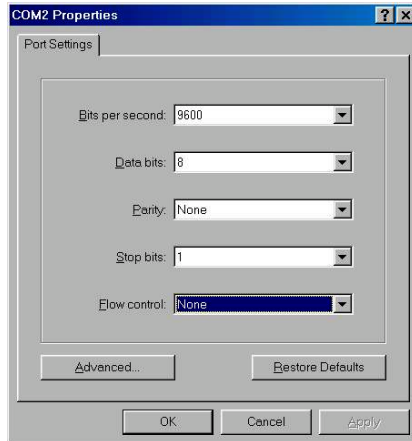 COM2 Properties
Port Settings
Bits per second: 9600
Data bits: 8
Parity: None
Stop bits: 1
Flow control: None
Advanced... Restore Defaults
OK Cancel Apply